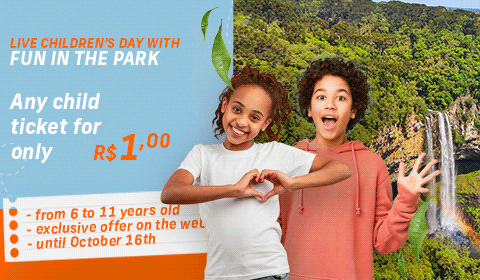 LIVE CHILDREN'S DAY WITH
FUN IN THE PARK
Any child
ticket for
only R$1,00
- from 6 to 11 years old
- exclusive offer on the
- until October 16th